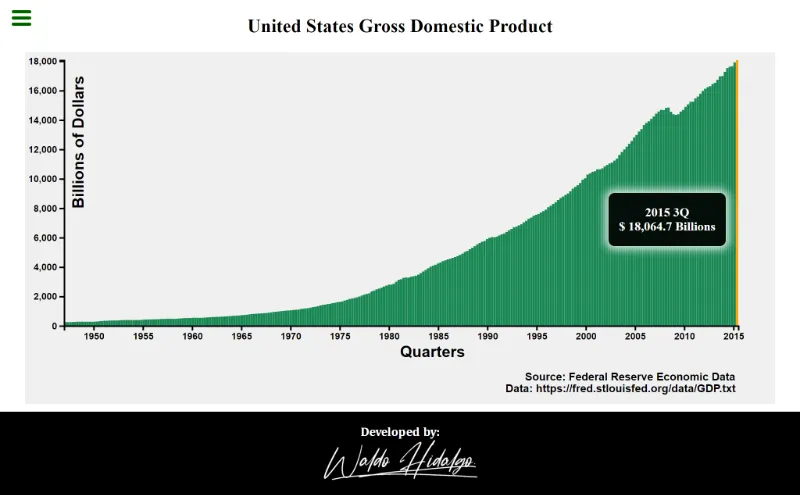 United States Gross Domestic Product
18,000
16,000
14,000
12,000
10,000
8,000
6,000
4,000
2,000
0
Billions of Dollars
2015 3Q
$ 18,064.7 Billions
1950 1955 1960 1965 1970 1975 1980 1985 1990 1995 2000 2005 2010 2015
Quarters
Source: Federal Reserve Economic Data
Data: https://fred.stlouisfed.org/data/GDP.txt
Developed by:
Waldo Hidalgo